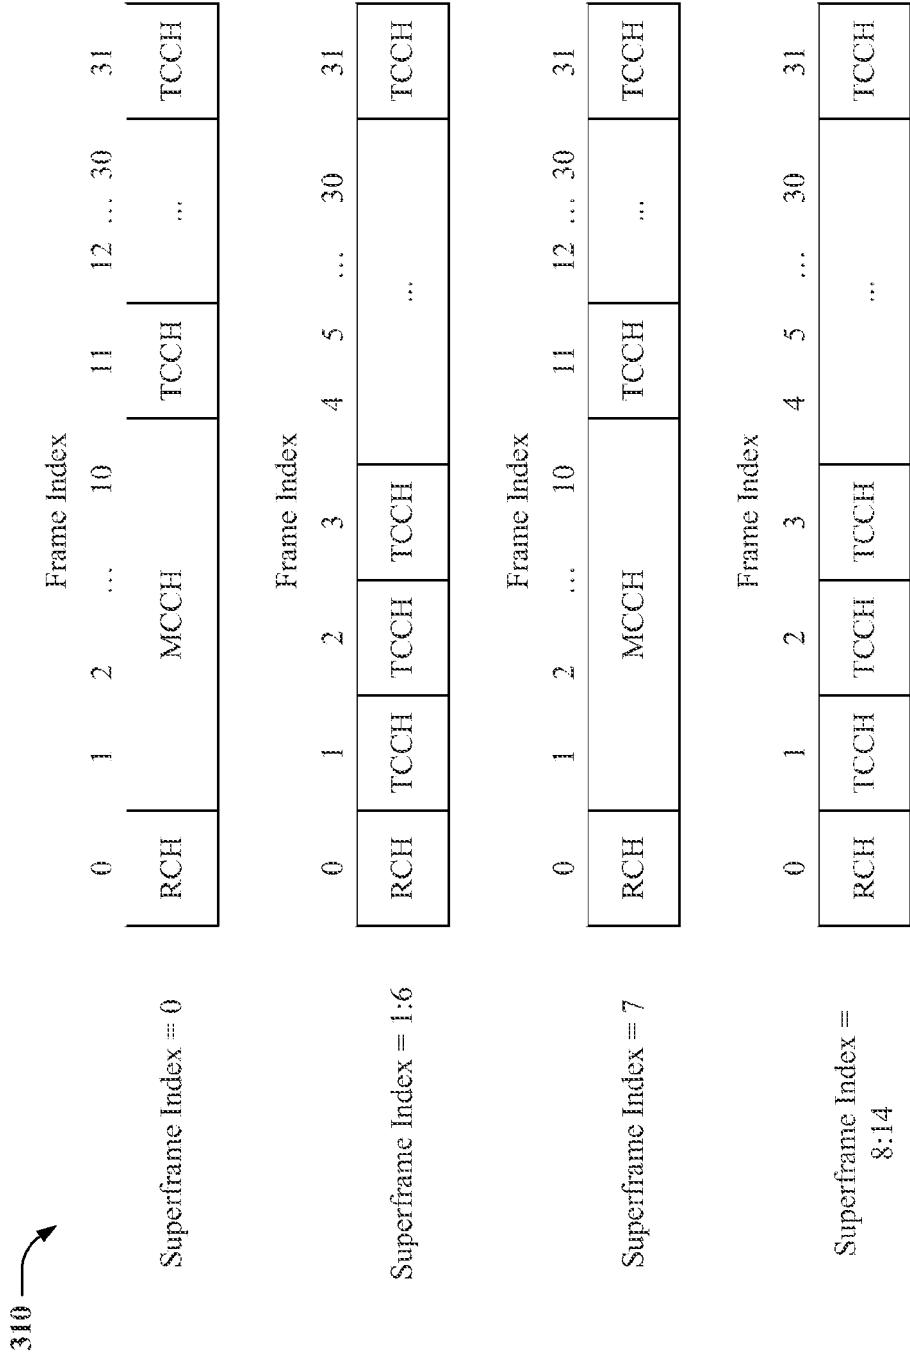 310
Frame Index
0 1 2 ... 10 11 12 ... 30 31
Superframe Index = 0
RCH MCCH TCCH ... TCCH
Frame Index
0 1 2 3 4 5 ... 30 31
Superframe Index = 1:6
RCH TCCH TCCH TCCH ... TCCH
Frame Index
0 1 2 ... 10 11 12 ... 30 31
Superframe Index = 7
RCH MCCH TCCH ... TCCH
Frame Index
0 1 2 3 4 5 ... 30 31
Superframe Index =
8:14
RCH TCCH TCCH TCCH ... TCCH